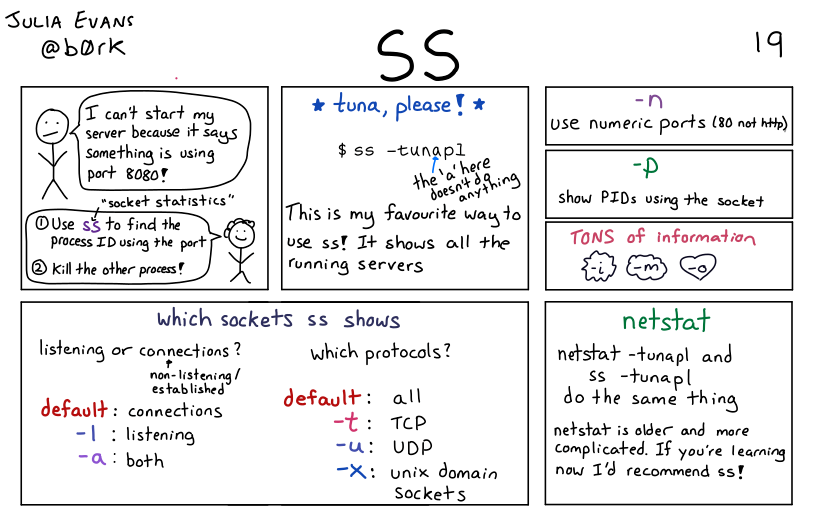 JULIA EVANS
@b0rk
SS
19
I can't start my
server because it says
something is using
port 8080!
"socket statistics"
① Use ss to find the
process ID using the port
② Kill the other process!
★ tuna, please! ★
$ ss -tunapl
the 'a' here
doesn't do
anything
This is my favourite way to
use ss! It shows all the
running servers
-n
use numeric ports (80 not http)
-p
show PIDs using the socket
TONS of information
-i -m -o
which sockets ss shows
listening or connections?
non-listening/
established
default: connections
-l : listening
-a : both
which protocols?
default: all
-t: TCP
-u: UDP
-x: unix domain
sockets
netstat
netstat -tunapl and
ss -tunapl
do the same thing
netstat is older and more
complicated. If you're learning
now I'd recommend ss!